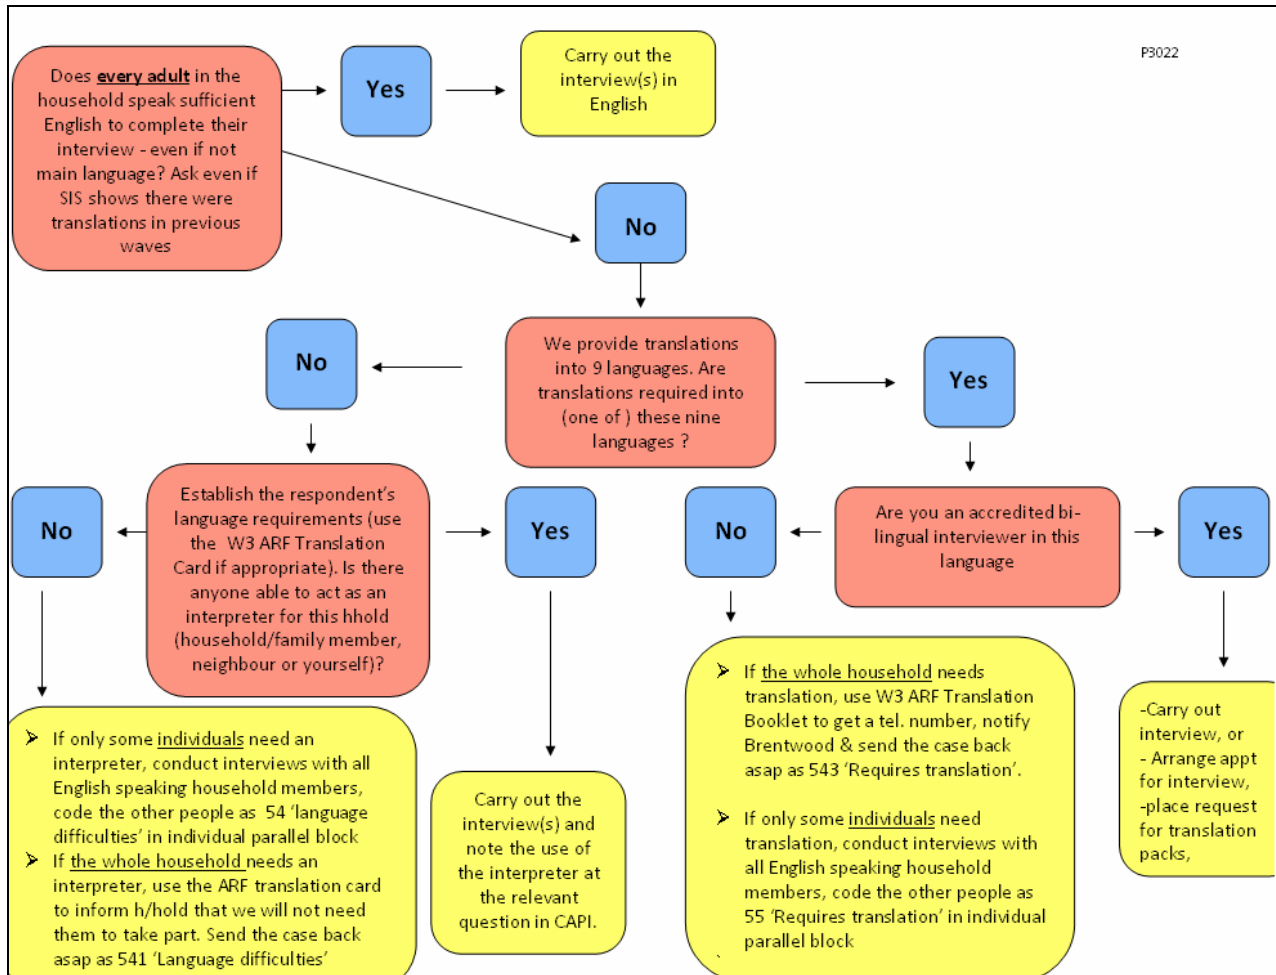 P3022
Does every adult in the
household speak sufficient
English to complete their
interview - even if not
main language? Ask even if
SIS shows there were
translations in previous
waves
Yes
Carry out the
interview(s) in
English
No
We provide translations
into 9 languages. Are
translations required into
(one of ) these nine
languages ?
No
Yes
Establish the respondent's
language requirements (use
the W3 ARF Translation
Card if appropriate). Is there
anyone able to act as an
interpreter for this hhold
(household/family member,
neighbour or yourself)?
No
Yes
Are you an accredited bi-
lingual interviewer in this
language
No
Yes
➢ If only some individuals need an
interpreter, conduct interviews with all
English speaking household members,
code the other people as 54 'language
difficulties' in individual parallel block
➢ If the whole household needs an
interpreter, use the ARF translation card
to inform h/hold that we will not need
them to take part. Send the case back
asap as 541 'Language difficulties'
Carry out the
interview(s) and
note the use of
the interpreter at
the relevant
question in CAPI.
➢ If the whole household needs
translation, use W3 ARF Translation
Booklet to get a tel. number, notify
Brentwood & send the case back
asap as 543 'Requires translation'.
➢ If only some individuals need
translation, conduct interviews with
all English speaking household
members, code the other people as
55 'Requires translation' in individual
parallel block
-Carry out
interview, or
- Arrange appt
for interview,
-place request
for translation
packs,